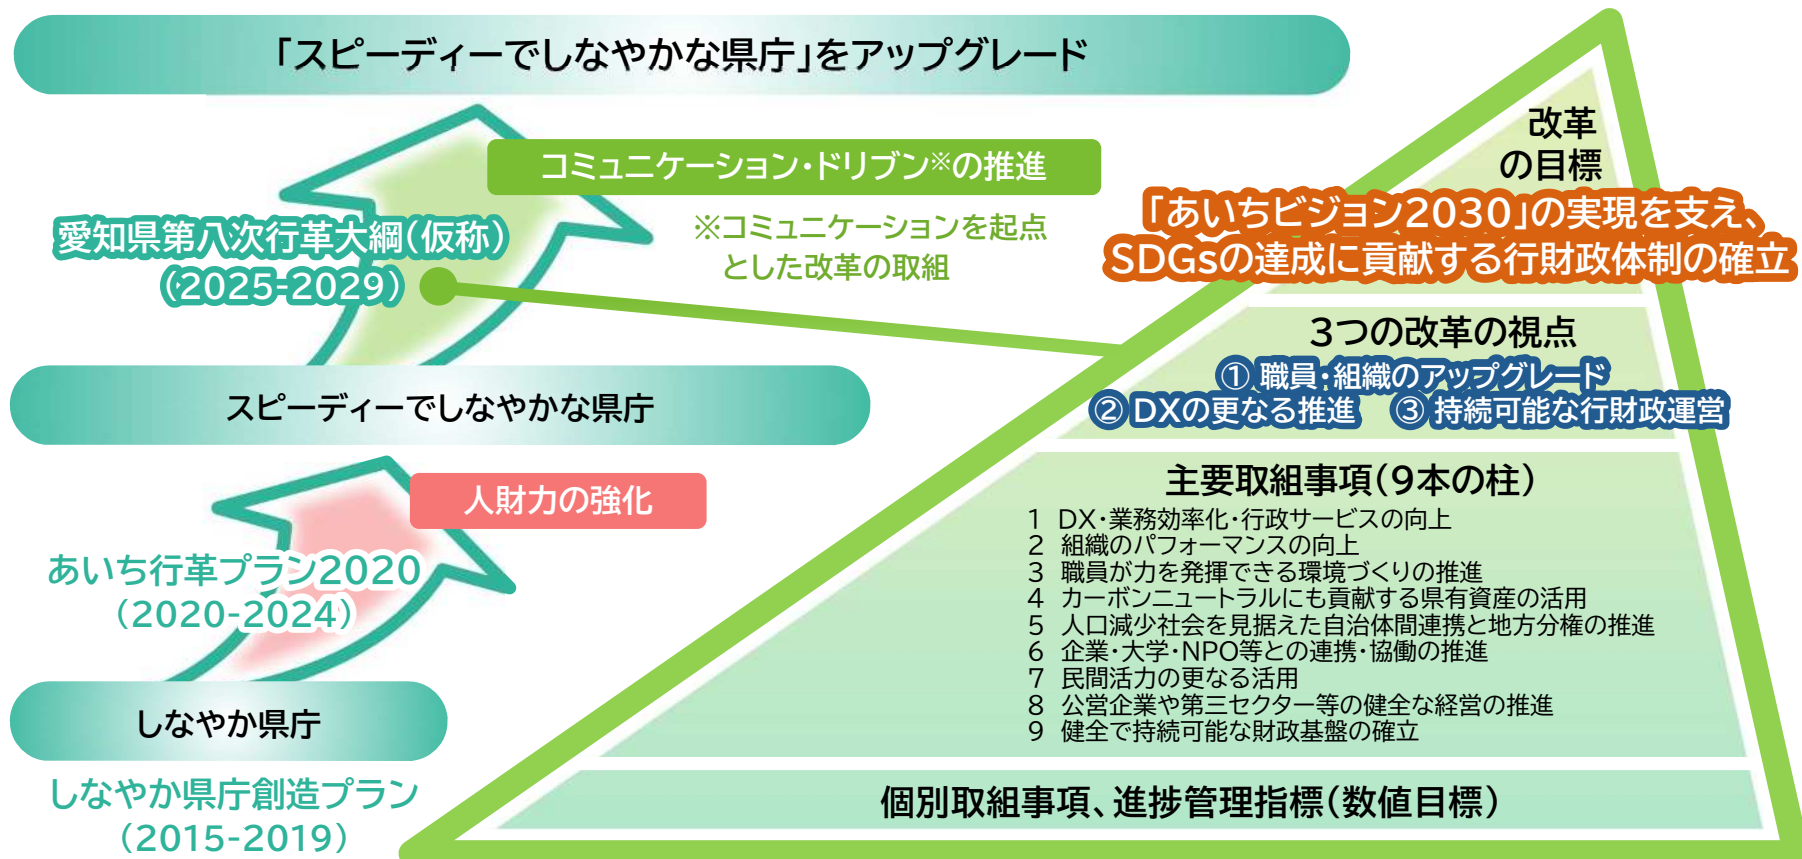 「スピーディーでしなやかな県庁」をアップグレード
コミュニケーション・ドリブン※の推進
※コミュニケーションを起点
とした改革の取組
愛知県第八次行革大綱(仮称)
(2025-2029)
スピーディーでしなやかな県庁
人財力の強化
あいち行革プラン2020
(2020-2024)
しなやか県庁
しなやか県庁創造プラン
(2015-2019)
改革
の目標
「あいちビジョン2030」の実現を支え、
SDGsの達成に貢献する行財政体制の確立
3つの改革の視点
① 職員・組織のアップグレード
② DXの更なる推進 ③ 持続可能な行財政運営
主要取組事項(9本の柱)
1 DX・業務効率化・行政サービスの向上
2 組織のパフォーマンスの向上
3 職員が力を発揮できる環境づくりの推進
4 カーボンニュートラルにも貢献する県有資産の活用
5 人口減少社会を見据えた自治体間連携と地方分権の推進
6 企業・大学・NPO等との連携・協働の推進
7 民間活力の更なる活用
8 公営企業や第三セクター等の健全な経営の推進
9 健全で持続可能な財政基盤の確立
個別取組事項、進捗管理指標(数値目標)